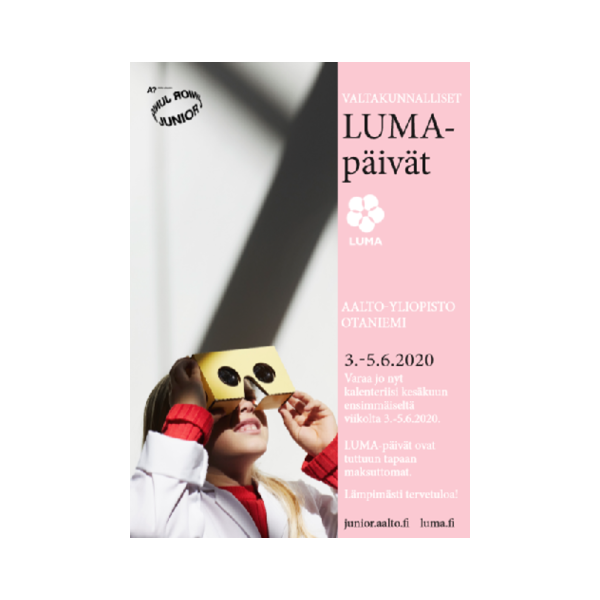 A?
JUNIOR
VALTAKUNNALLISET
LUMA-
päivät
LUMA
AALTO-YLIOPISTO
OTANIEMI
3.-5.6.2020
Varaa jo nyt
kalenteriisi kesäkuun
ensimmäiseltä
viikolta 3.-5.6.2020.
LUMA-päivät ovat
tuttuun tapaan
maksuttomat.
Lämpimästi tervetuloa!
junior.aalto.fi luma.fi